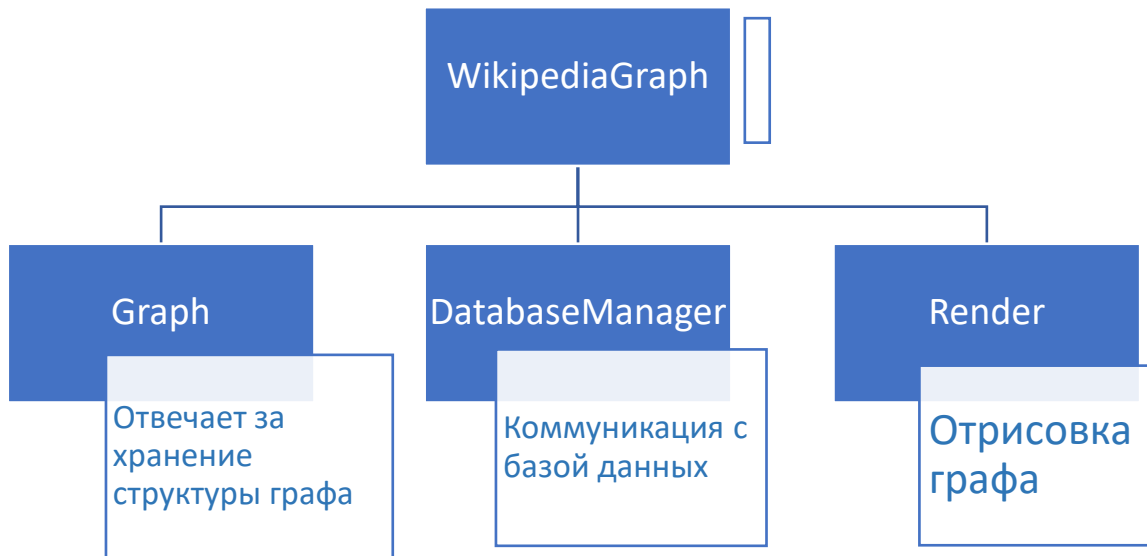 WikipediaGraph
Graph
Отвечает за
хранение
структуры графа
DatabaseManager
Коммуникация с
базой данных
Render
Отрисовка
графа